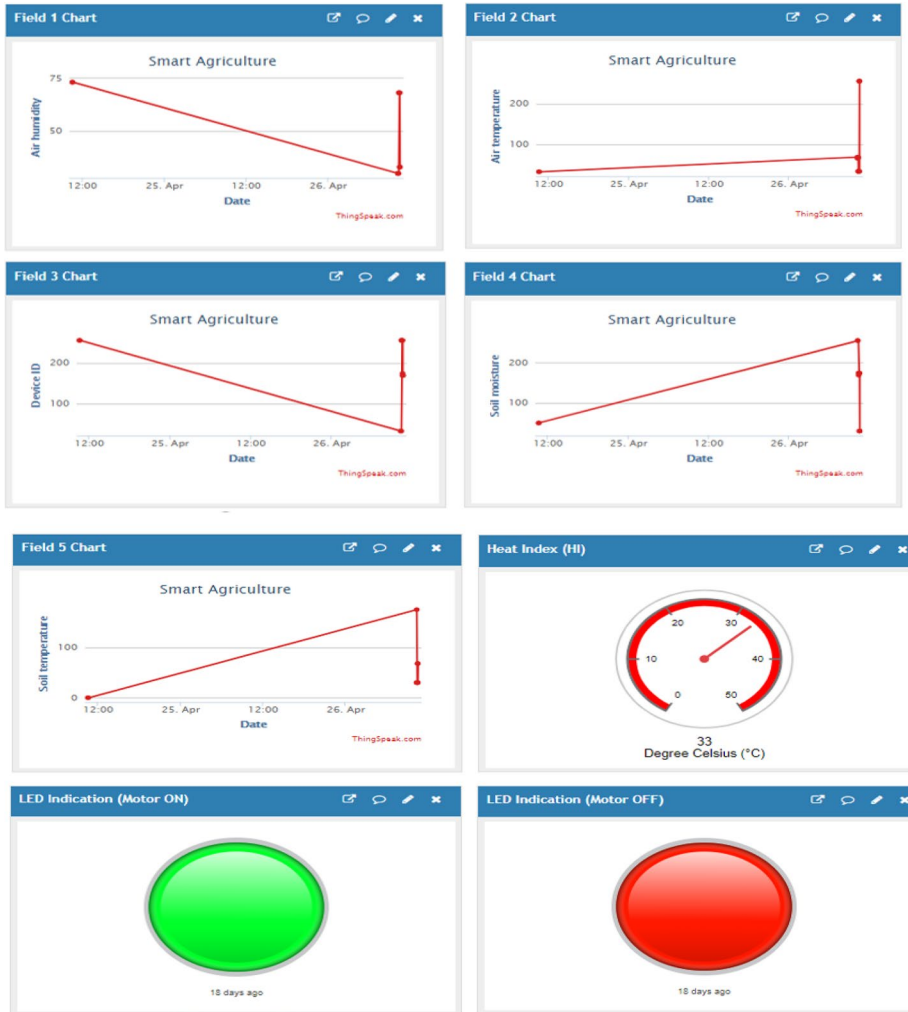 Field 1 Chart
Smart Agriculture
75
50
Air humidity
12:00 25. Apr 12:00 26. Apr
Date
ThingSpeak.com
Field 2 Chart
Smart Agriculture
200
100
Air temperature
12:00 25. Apr 12:00 26. Apr
Date
ThingSpeak.com
Field 3 Chart
Smart Agriculture
200
100
Device ID
12:00 25. Apr 12:00 26. Apr
Date
ThingSpeak.com
Field 4 Chart
Smart Agriculture
200
100
Soil moisture
12:00 25. Apr 12:00 26. Apr
Date
ThingSpeak.com
Field 5 Chart
Smart Agriculture
100
0
Soil temperature
12:00 25. Apr 12:00 26. Apr
Date
ThingSpeak.com
Heat Index (HI)
20 30
10 40
0 50
33
Degree Celsius (°C)
LED Indication (Motor ON)
18 days ago
LED Indication (Motor OFF)
18 days ago